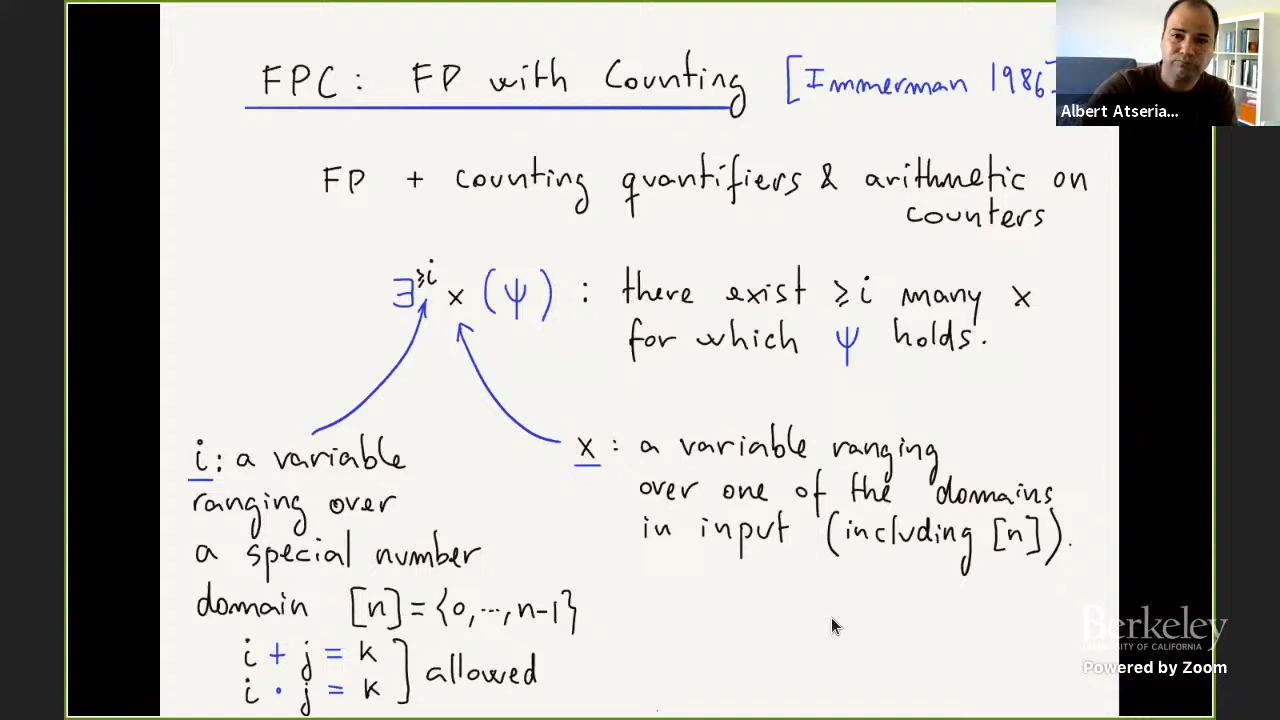 FPC: FP with Counting [Immerman 1986]
Albert Atseria...
FP + counting quantifiers & arithmetic on
counters
∃≥i x (ψ) : there exist ≥i many x
for which ψ holds.
i: a variable
ranging over
a special number
domain [n]={0,...,n-1}
i + j = k
i · j = k ] allowed
x: a variable ranging
over one of the domains
in input (including [n]).
Berkeley
UNIVERSITY OF CALIFORNIA
Powered by Zoom